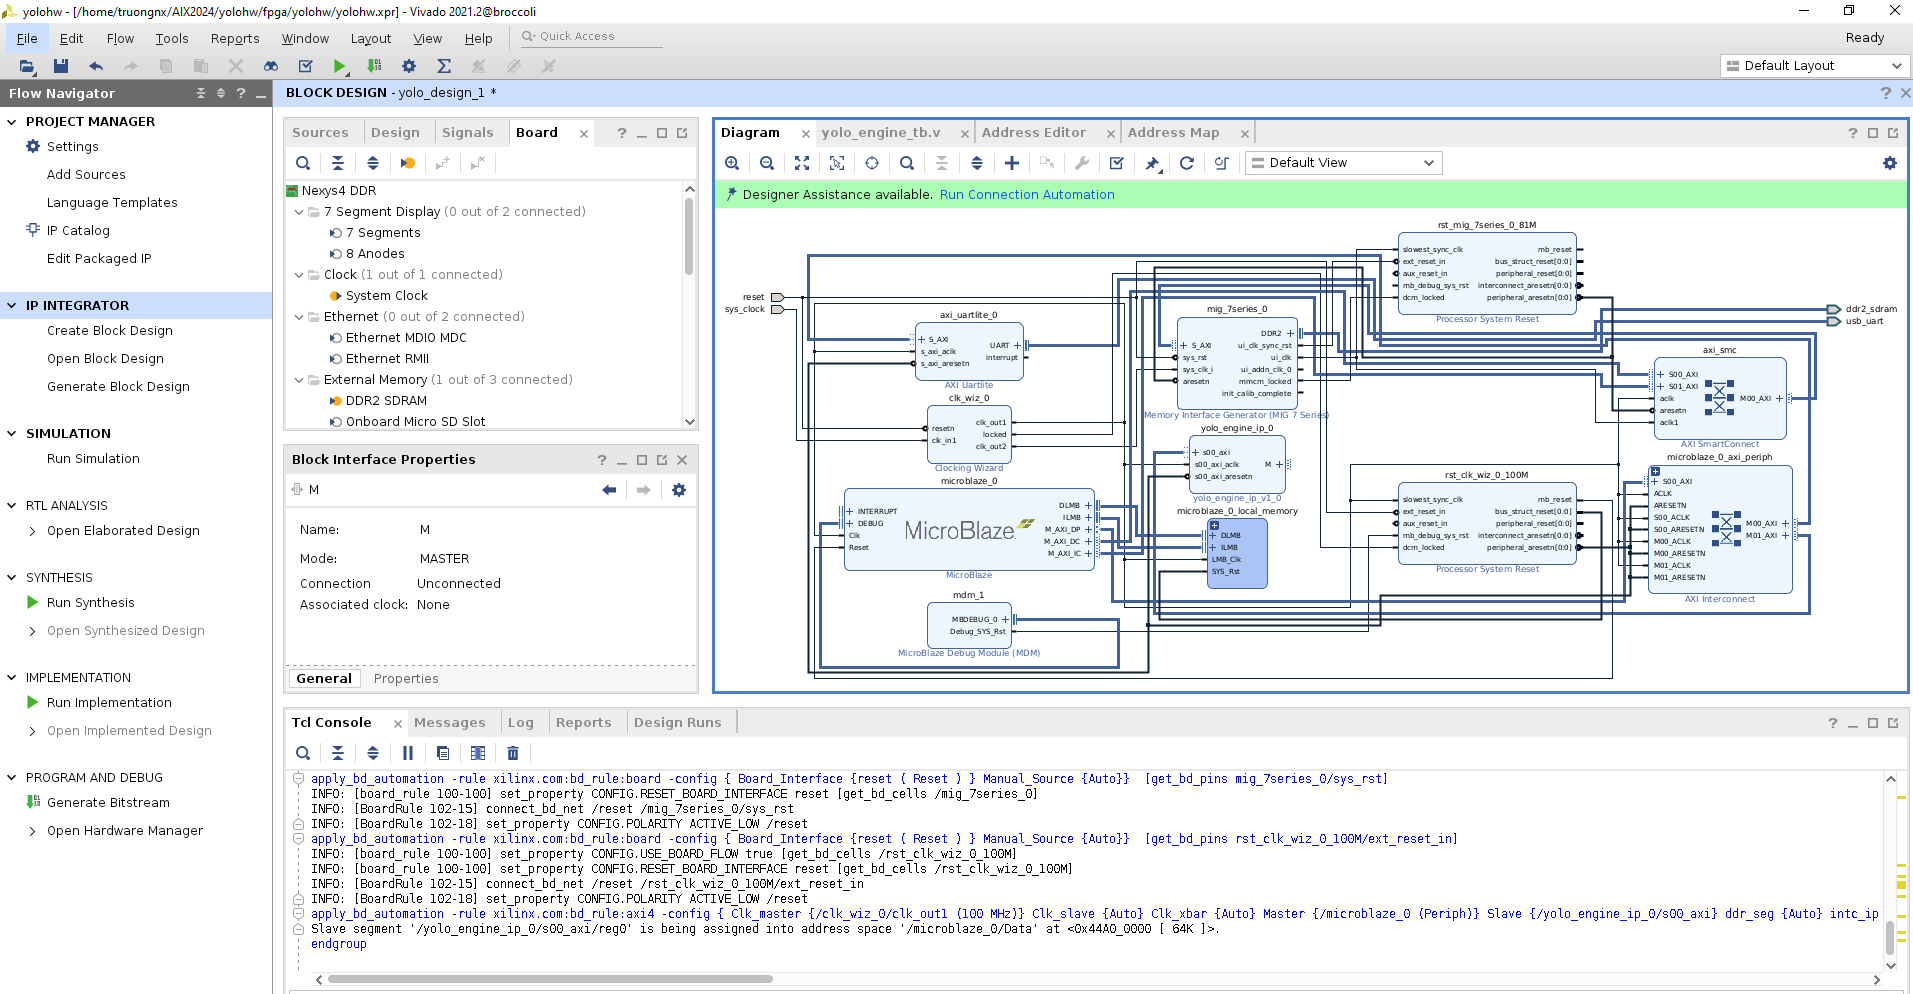 yolohw - [/home/truongnx/AIX2024/yolohw/fpga/yolohw/yolohw.xpr] - Vivado 2021.2@broccoli
File Edit Flow Tools Reports Window Layout View Help Quick Access
Ready
Default Layout
Flow Navigator
PROJECT MANAGER
Settings
Add Sources
Language Templates
IP Catalog
Edit Packaged IP
IP INTEGRATOR
Create Block Design
Open Block Design
Generate Block Design
SIMULATION
Run Simulation
RTL ANALYSIS
Open Elaborated Design
SYNTHESIS
Run Synthesis
Open Synthesized Design
IMPLEMENTATION
Run Implementation
Open Implemented Design
PROGRAM AND DEBUG
Generate Bitstream
Open Hardware Manager
BLOCK DESIGN - yolo_design_1 *
Sources Design Signals Board
Nexys4 DDR
7 Segment Display (0 out of 2 connected)
7 Segments
8 Anodes
Clock (1 out of 1 connected)
System Clock
Ethernet (0 out of 2 connected)
Ethernet MDIO MDC
Ethernet RMII
External Memory (1 out of 3 connected)
DDR2 SDRAM
Onboard Micro SD Slot
Block Interface Properties
M
Name:
Mode: MASTER
Connection Unconnected
Associated clock: None
General Properties
Diagram yolo_engine_tb.v Address Editor Address Map
Default View
Designer Assistance available. Run Connection Automation
reset
sys_clock
axi_uartlite_0
S_AXI
s_axi_aclk
s_axi_aresetn
UART
interrupt
AXI Uartlite
clk_wiz_0
resetn
clk_in1
clk_out1
locked
clk_out2
Clocking Wizard
microblaze_0
INTERRUPT
DEBUG
Clk
Reset
MicroBlaze
DLMB
ILMB
M_AXI_DP
M_AXI_DC
M_AXI_IC
MicroBlaze
mdm_1
MBDEBUG_0
Debug_SYS_Rst
MicroBlaze Debug Module (MDM)
mig_7series_0
S_AXI
sys_rst
sys_clk_i
aresetn
DDR2
ui_clk_sync_rst
ui_clk
ui_addn_clk_0
mmcm_locked
init_calib_complete
Memory Interface Generator (MIG 7 Series)
yolo_engine_ip_0
s00_axi
s00_axi_aclk
s00_axi_aresetn
M
yolo_engine_ip_v1_0
microblaze_0_local_memory
DLMB
ILMB
LMB_Clk
SYS_Rst
rst_mig_7series_0_81M
slowest_sync_clk
ext_reset_in
aux_reset_in
mb_debug_sys_rst
dcm_locked
mb_reset
bus_struct_reset[0:0]
peripheral_reset[0:0]
interconnect_aresetn[0:0]
peripheral_aresetn[0:0]
Processor System Reset
rst_clk_wiz_0_100M
slowest_sync_clk
ext_reset_in
aux_reset_in
mb_debug_sys_rst
dcm_locked
mb_reset
bus_struct_reset[0:0]
peripheral_reset[0:0]
interconnect_aresetn[0:0]
peripheral_aresetn[0:0]
Processor System Reset
ddr2_sdram
usb_uart
axi_smc
S00_AXI
S01_AXI
aclk
aresetn
aclk1
M00_AXI
AXI SmartConnect
microblaze_0_axi_periph
S00_AXI
ACLK
ARESETN
S00_ACLK
S00_ARESETN
M00_ACLK
M00_ARESETN
M01_ACLK
M01_ARESETN
M00_AXI
M01_AXI
AXI Interconnect
Tcl Console Messages Log Reports Design Runs
apply_bd_automation -rule xilinx.com:bd_rule:board -config { Board_Interface {reset ( Reset ) } Manual_Source {Auto}}  [get_bd_pins mig_7series_0/sys_rst]
INFO: [board_rule 100-100] set_property CONFIG.RESET_BOARD_INTERFACE reset [get_bd_cells /mig_7series_0]
INFO: [BoardRule 102-15] connect_bd_net /reset /mig_7series_0/sys_rst
INFO: [BoardRule 102-18] set_property CONFIG.POLARITY ACTIVE_LOW /reset
apply_bd_automation -rule xilinx.com:bd_rule:board -config { Board_Interface {reset ( Reset ) } Manual_Source {Auto}}  [get_bd_pins rst_clk_wiz_0_100M/ext_reset_in]
INFO: [board_rule 100-100] set_property CONFIG.USE_BOARD_FLOW true [get_bd_cells /rst_clk_wiz_0_100M]
INFO: [board_rule 100-100] set_property CONFIG.RESET_BOARD_INTERFACE reset [get_bd_cells /rst_clk_wiz_0_100M]
INFO: [BoardRule 102-15] connect_bd_net /reset /rst_clk_wiz_0_100M/ext_reset_in
INFO: [BoardRule 102-18] set_property CONFIG.POLARITY ACTIVE_LOW /reset
apply_bd_automation -rule xilinx.com:bd_rule:axi4 -config { Clk_master {/clk_wiz_0/clk_out1 (100 MHz)} Clk_slave {Auto} Clk_xbar {Auto} Master {/microblaze_0 (Periph)} Slave {/yolo_engine_ip_0/s00_axi} ddr_seg {Auto} intc_ip
Slave segment '/yolo_engine_ip_0/s00_axi/reg0' is being assigned into address space '/microblaze_0/Data' at <0x44A0_0000 [ 64K ]>.
endgroup